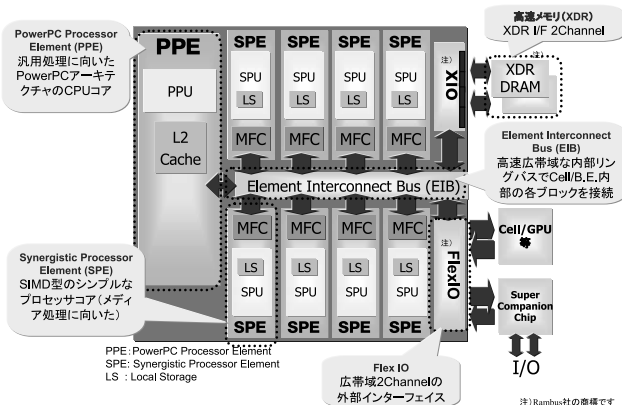 PowerPC Processor
Element (PPE)
汎用処理に向いた
PowerPCアーキテ
クチャのCPUコア
PPE
PPU
L2
Cache
SPE
SPU
LS
MFC
SPE
SPU
LS
MFC
SPE
SPU
LS
MFC
SPE
SPU
LS
MFC
注)
XIO
高速メモリ(XDR)
XDR I/F 2Channel
注)
XDR
DRAM
Element Interconnect
Bus (EIB)
高速広帯域な内部リン
グバスでCell/B.E.内
部の各ブロックを接続
Element Interconnect Bus (EIB)
MFC
LS
SPU
SPE
MFC
LS
SPU
SPE
MFC
LS
SPU
SPE
MFC
LS
SPU
SPE
注)
FlexIO
Cell/GPU
等
Super
Companion
Chip
I/O
Synergistic Processor
Element (SPE)
SIMD型のシンプルな
プロセッサコア(メディ
ア処理に向いた)
PPE:PowerPC Processor Element
SPE: Synergistic Processor Element
LS : Local Storage
Flex IO
広帯域2Channelの
外部インターフェイス
注)Rambus社の商標です